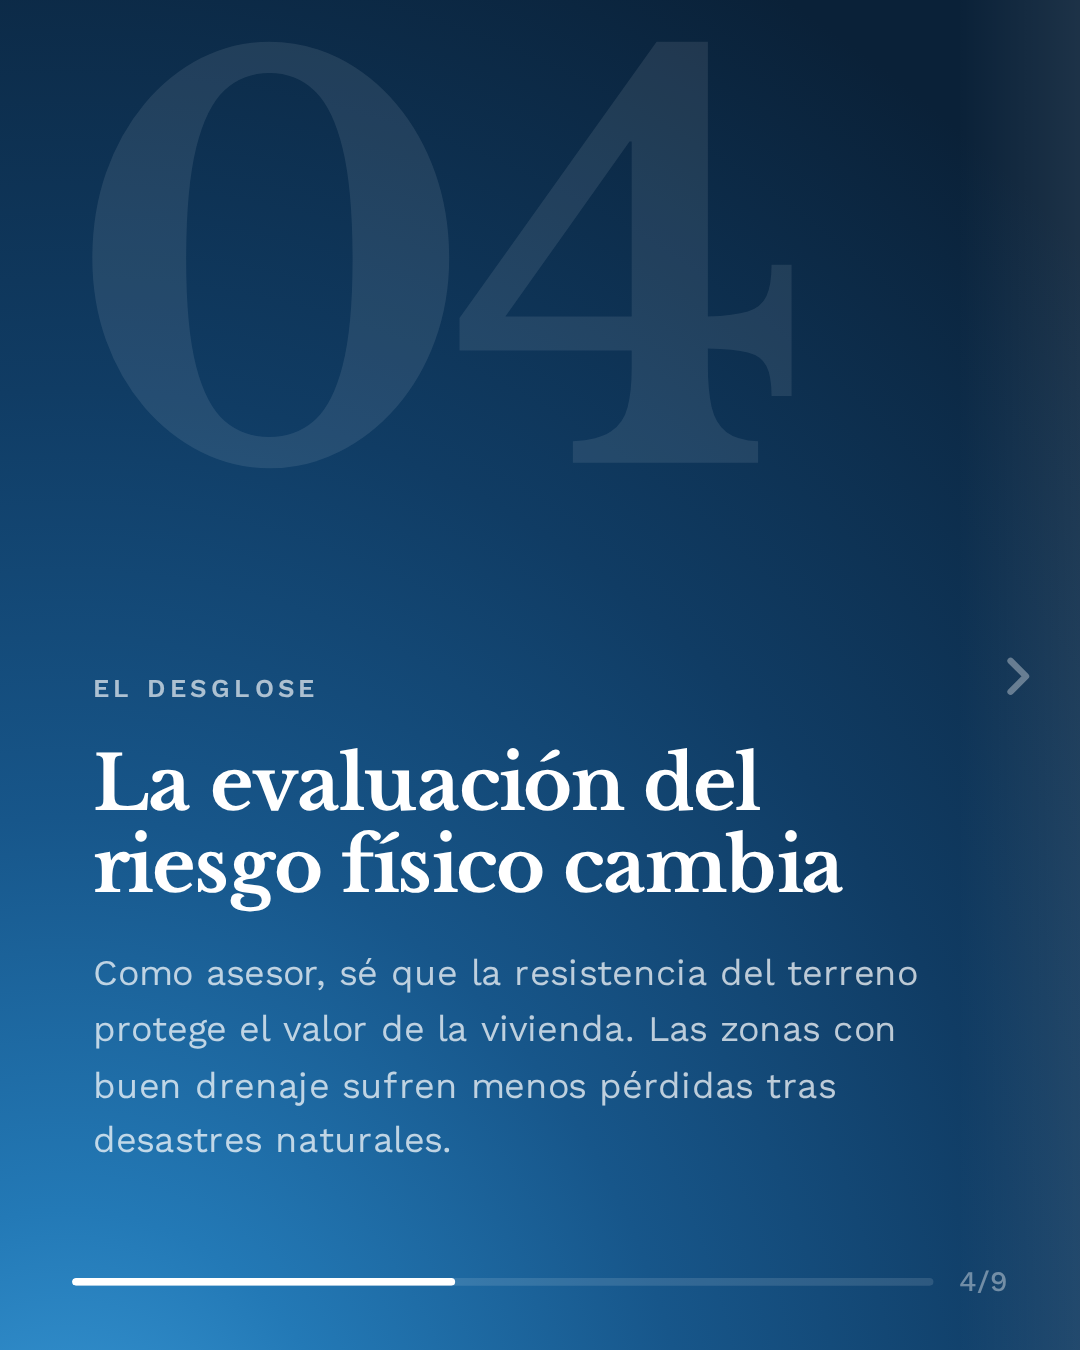 04
EL DESGLOSE
La evaluación del
riesgo físico cambia
Como asesor, sé que la resistencia del terreno
protege el valor de la vivienda. Las zonas con
buen drenaje sufren menos pérdidas tras
desastres naturales.
4/9